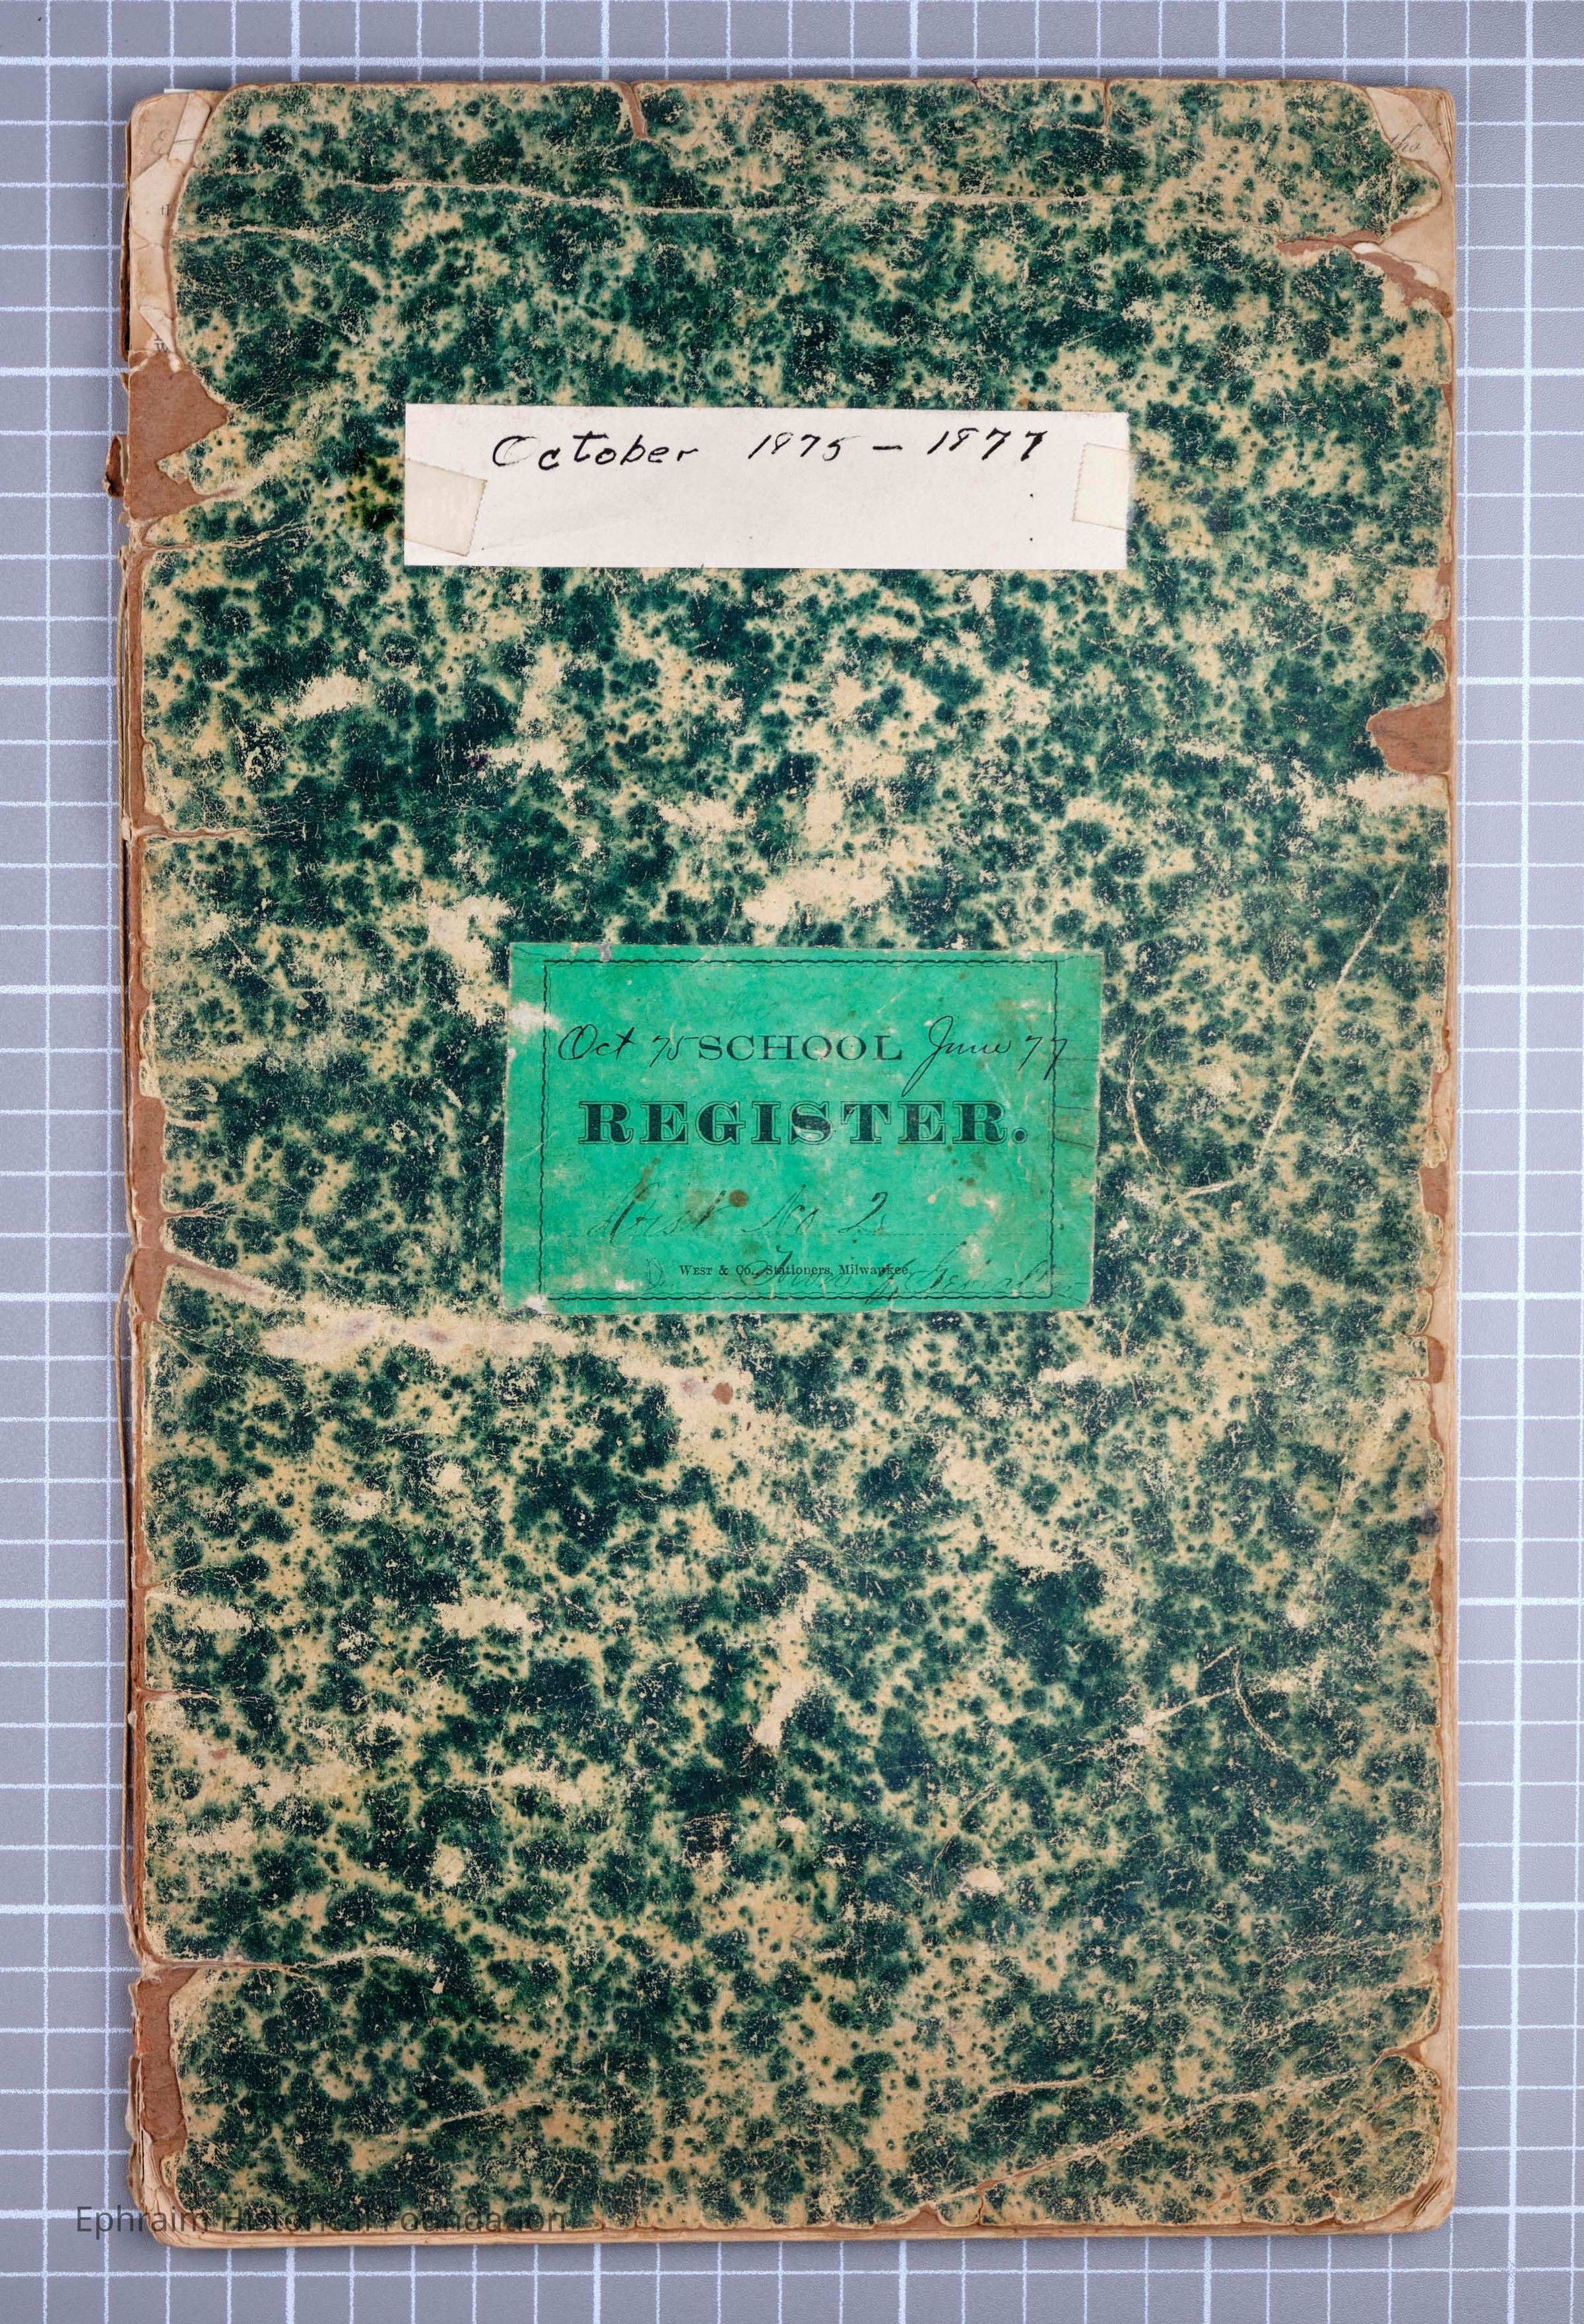 October 1875 - 1877
Oct 75 SCHOOL June 77
REGISTER.
Dist No 2
WEST & Co., Stationers, Milwaukee.
Ephraim Historical Foundation